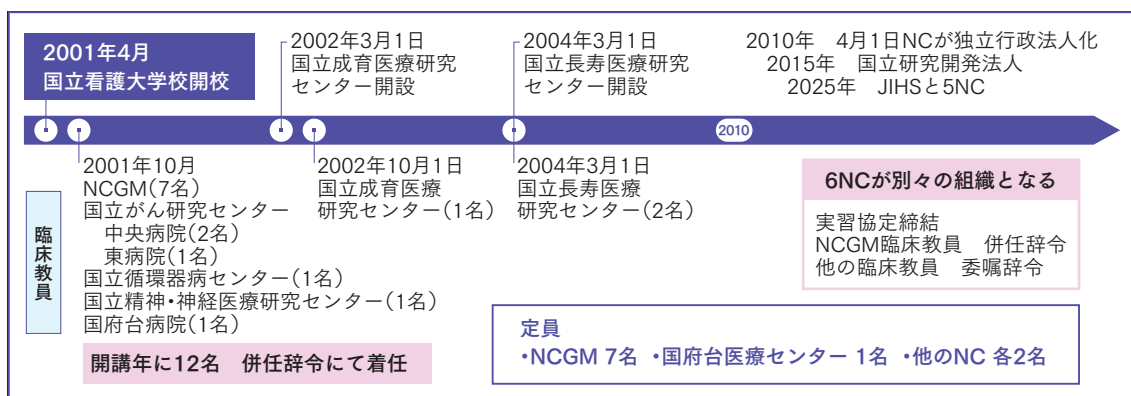 2001年4月
国立看護大学校開校
2002年3月1日
国立成育医療研究
センター開設
2004年3月1日
国立長寿医療研究
センター開設
2010年　4月1日NCが独立行政法人化
2015年　国立研究開発法人
2025年　JIHSと5NC
2010
臨床教員
2001年10月
NCGM(7名)
国立がん研究センター
中央病院(2名)
東病院(1名)
国立循環器病センター(1名)
国立精神・神経医療研究センター(1名)
国府台病院(1名)
開講年に12名　併任辞令にて着任
2002年10月1日
国立成育医療
研究センター(1名)
2004年3月1日
国立長寿医療
研究センター(2名)
6NCが別々の組織となる
実習協定締結
NCGM臨床教員　併任辞令
他の臨床教員　委嘱辞令
定員
・NCGM 7名　・国府台医療センター 1名　・他のNC 各2名